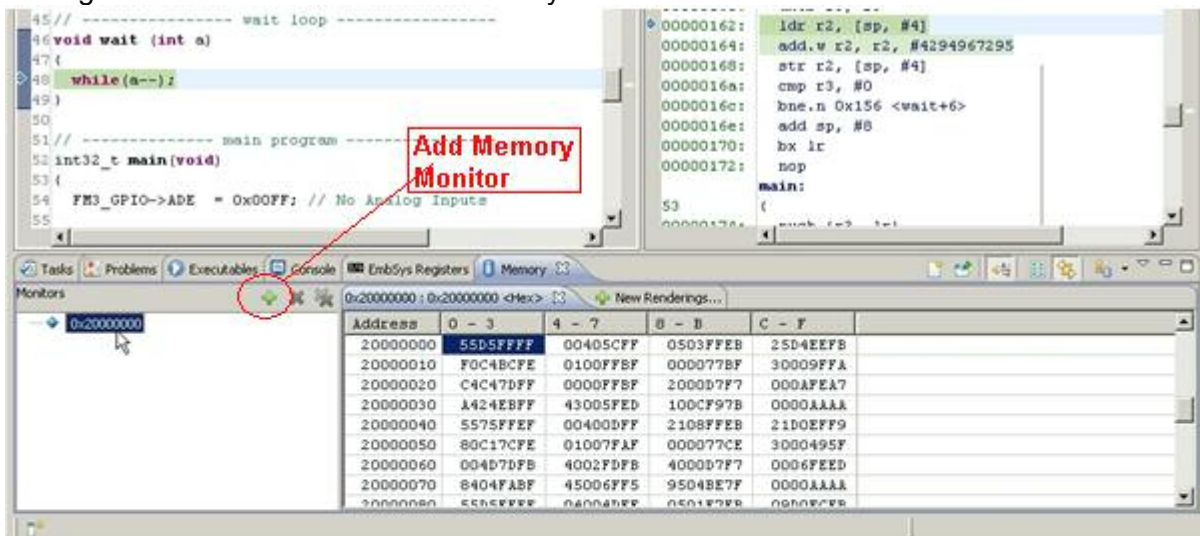 45// ---------------- wait loop ------------------
46void wait (int a)
47{
48 while(a--);
49}
50
51// --------------- main program ---------------
52int32_t main(void)
53{
54 FM3_GPIO->ADE = 0x00FF; // No Analog Inputs
55
Add Memory
Monitor
00000162: ldr r2, [sp, #4]
00000164: add.w r2, r2, #4294967295
00000168: str r2, [sp, #4]
0000016a: cmp r3, #0
0000016c: bne.n 0x156 <wait+6>
0000016e: add sp, #8
00000170: bx lr
00000172: nop
main:
53 {
Tasks Problems Executables Console EmbSys Registers Memory
Monitors
0x20000000 : 0x20000000 <Hex> New Renderings...
0x20000000
Address 0 - 3 4 - 7 8 - B C - F
20000000 55D5FFFF 00405CFF 0503FFEB 25D4EEFB
20000010 F0C4BCFE 0100FFBF 000077BF 30009FFA
20000020 C4C47DFF 0000FFBF 2000D7F7 000AFEA7
20000030 A424EBFF 43005FED 100CF97B 0000AAAA
20000040 5575FFEF 00400DFF 2108FFEB 21D0EFF9
20000050 80C17CFE 01007FAF 000077CE 3000495F
20000060 004D7DFB 4002FDFB 4000D7F7 0006FEED
20000070 8404FABF 45006FF5 9504BE7F 0000AAAA